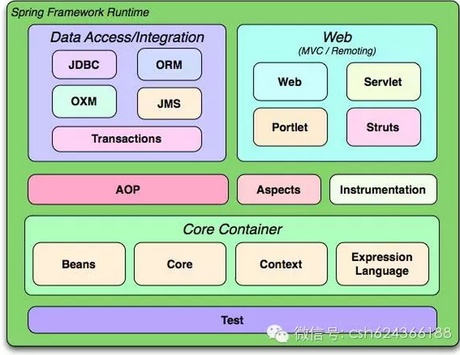 Spring Framework Runtime
Data Access/Integration
JDBC
ORM
OXM
JMS
Transactions
Web
(MVC / Remoting)
Web
Servlet
Portlet
Struts
AOP
Aspects
Instrumentation
Core Container
Beans
Core
Context
Expression
Language
Test
微信号: csh624366188